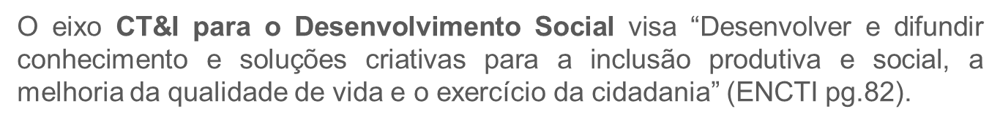 O eixo CT&I para o Desenvolvimento Social visa “Desenvolver e difundir
conhecimento e soluções criativas para a inclusão produtiva e social, a
melhoria da qualidade de vida e o exercício da cidadania” (ENCTI pg.82).